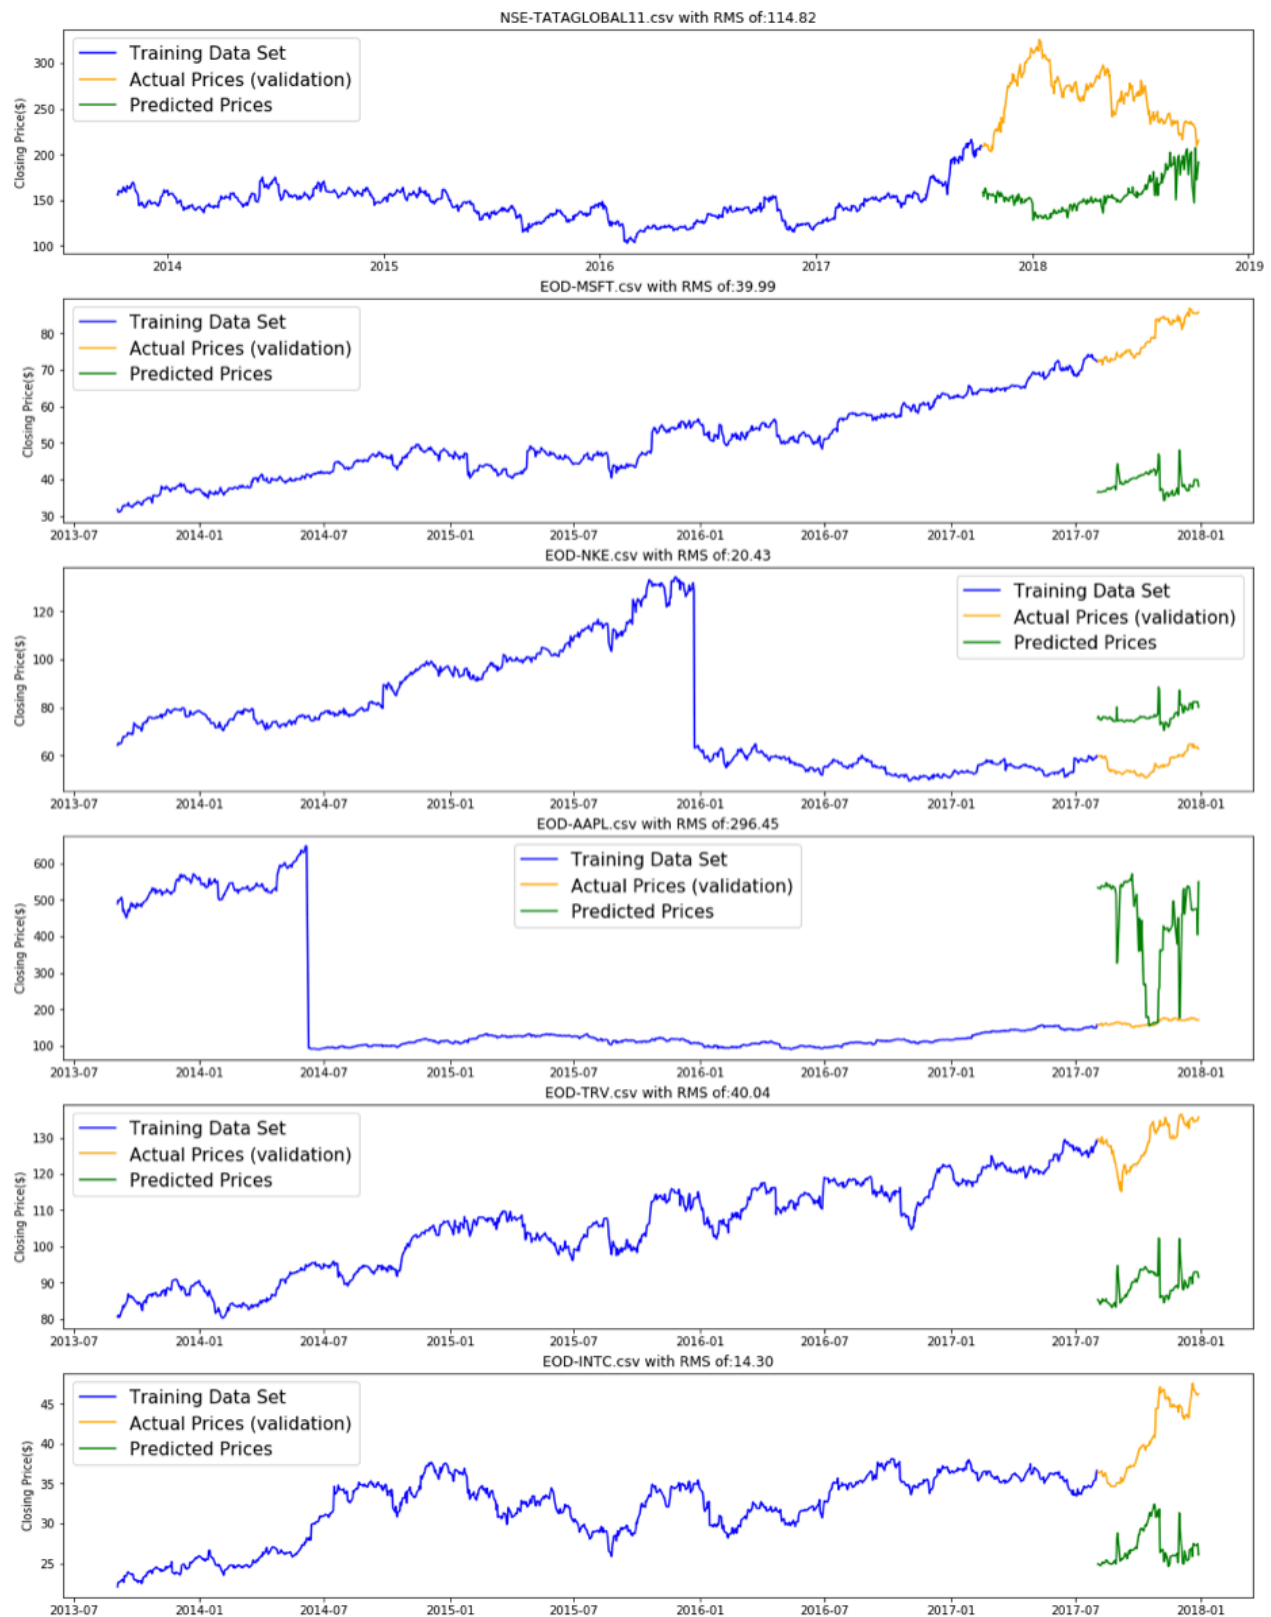 NSE-TATAGLOBAL11.csv with RMS of:114.82
Training Data Set
Actual Prices (validation)
Predicted Prices
Closing Price($)
300
250
200
150
100
2014 2015 2016 2017 2018 2019
EOD-MSFT.csv with RMS of:39.99
Training Data Set
Actual Prices (validation)
Predicted Prices
Closing Price($)
80
70
60
50
40
30
2013-07 2014-01 2014-07 2015-01 2015-07 2016-01 2016-07 2017-01 2017-07 2018-01
EOD-NKE.csv with RMS of:20.43
Training Data Set
Actual Prices (validation)
Predicted Prices
Closing Price($)
120
100
80
60
2013-07 2014-01 2014-07 2015-01 2015-07 2016-01 2016-07 2017-01 2017-07 2018-01
EOD-AAPL.csv with RMS of:296.45
Training Data Set
Actual Prices (validation)
Predicted Prices
Closing Price($)
600
500
400
300
200
100
2013-07 2014-01 2014-07 2015-01 2015-07 2016-01 2016-07 2017-01 2017-07 2018-01
EOD-TRV.csv with RMS of:40.04
Training Data Set
Actual Prices (validation)
Predicted Prices
Closing Price($)
130
120
110
100
90
80
2013-07 2014-01 2014-07 2015-01 2015-07 2016-01 2016-07 2017-01 2017-07 2018-01
EOD-INTC.csv with RMS of:14.30
Training Data Set
Actual Prices (validation)
Predicted Prices
Closing Price($)
45
40
35
30
25
2013-07 2014-01 2014-07 2015-01 2015-07 2016-01 2016-07 2017-01 2017-07 2018-01